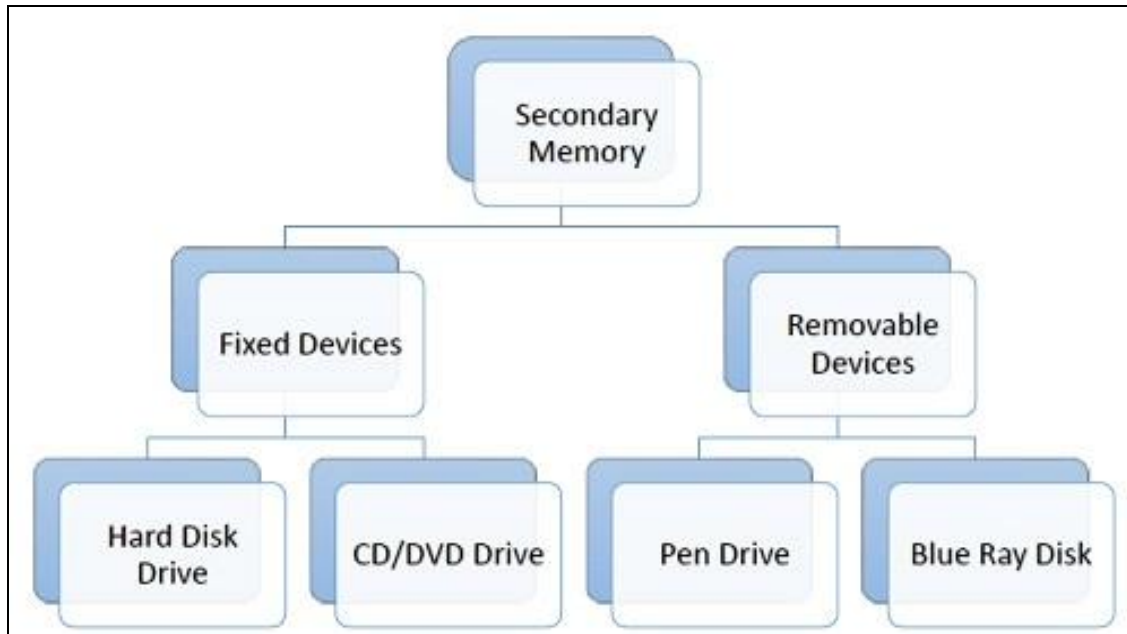 Secondary
Memory
Fixed Devices
Removable
Devices
Hard Disk
Drive
CD/DVD Drive
Pen Drive
Blue Ray Disk